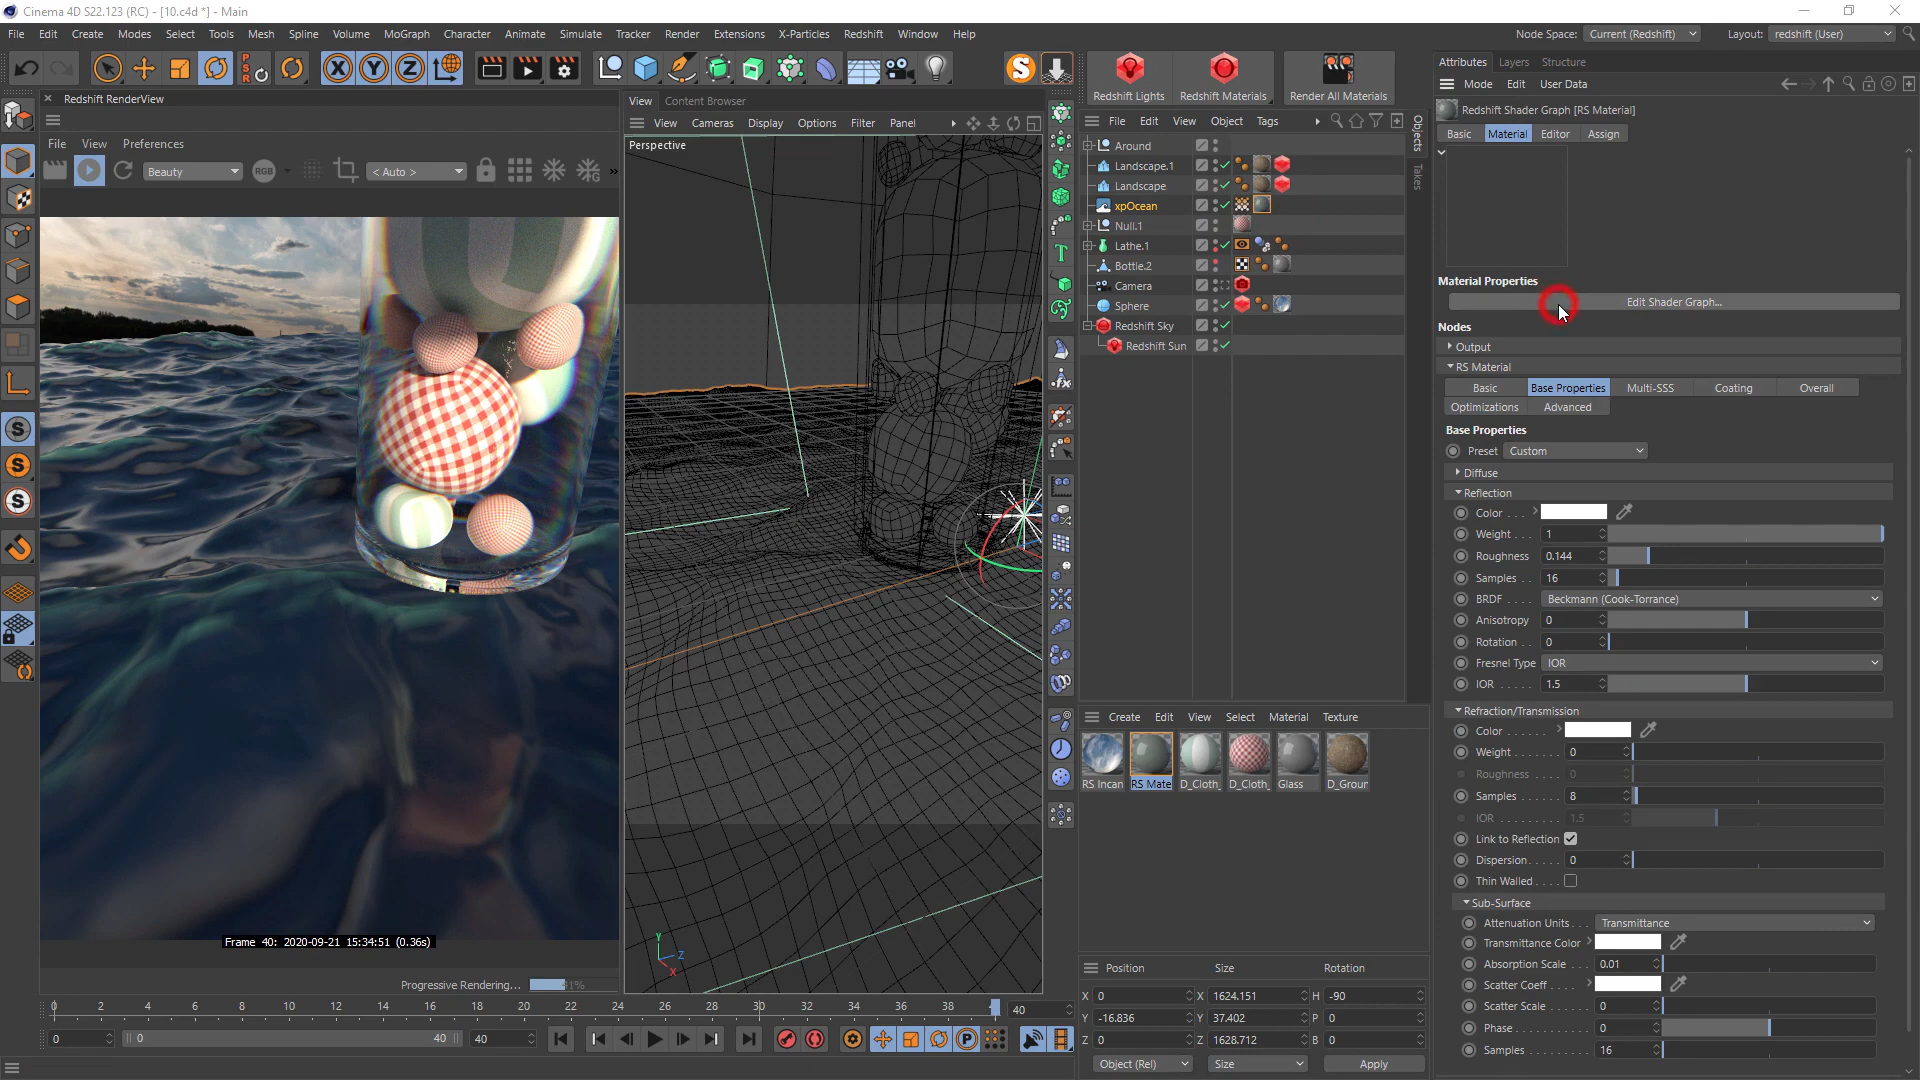 Cinema 4D S22.123 (RC) - [10.c4d *] - Main
File Edit Create Modes Select Tools Mesh Spline Volume MoGraph Character Animate Simulate Tracker Render Extensions X-Particles Redshift Window Help
Node Space: Current (Redshift) Layout: redshift (User)
Redshift Lights Redshift Materials Render All Materials
Redshift RenderView
File View Preferences
Beauty RGB < Auto >
Frame 40: 2020-09-21 15:34:51 (0.36s)
Progressive Rendering...
View Content Browser
View Cameras Display Options Filter Panel
Perspective
Y Z X
File Edit View Object Tags
Objects
Takes
Around
Landscape.1
Landscape
xpOcean
Null.1
Lathe.1
Bottle.2
Camera
Sphere
Redshift Sky
Redshift Sun
Create Edit View Select Material Texture
RS Incan RS Mate D_Cloth_ D_Cloth_ Glass D_Groun
Position Size Rotation
X 0 X 1624.151 H -90
Y -16.836 Y 37.402 P 0
Z 0 Z 1628.712 B 0
Object (Rel) Size Apply
0 2 4 6 8 10 12 14 16 18 20 22 24 26 28 30 32 34 36 38 40
0 0 40 40
Attributes Layers Structure
Mode Edit User Data
Redshift Shader Graph [RS Material]
Basic Material Editor Assign
Material Properties
Edit Shader Graph...
Nodes
Output
RS Material
Basic Base Properties Multi-SSS Coating Overall
Optimizations Advanced
Base Properties
Preset Custom
Diffuse
Reflection
Color . . .
Weight . . . 1
Roughness 0.144
Samples . . 16
BRDF . . . . Beckmann (Cook-Torrance)
Anisotropy 0
Rotation . . 0
Fresnel Type IOR
IOR . . . . . 1.5
Refraction/Transmission
Color . . . . . .
Weight . . . . . . . 0
Roughness . . . . 0
Samples . . . . . . 8
IOR . . . . . . . . . 1.5
Link to Reflection
Dispersion. . . . . 0
Thin Walled . . . .
Sub-Surface
Attenuation Units . . . Transmittance
Transmittance Color
Absorption Scale . . . 0.01
Scatter Coeff . . . .
Scatter Scale . . . . . 0
Phase . . . . . . . . . . 0
Samples . . . . . . . . . 16